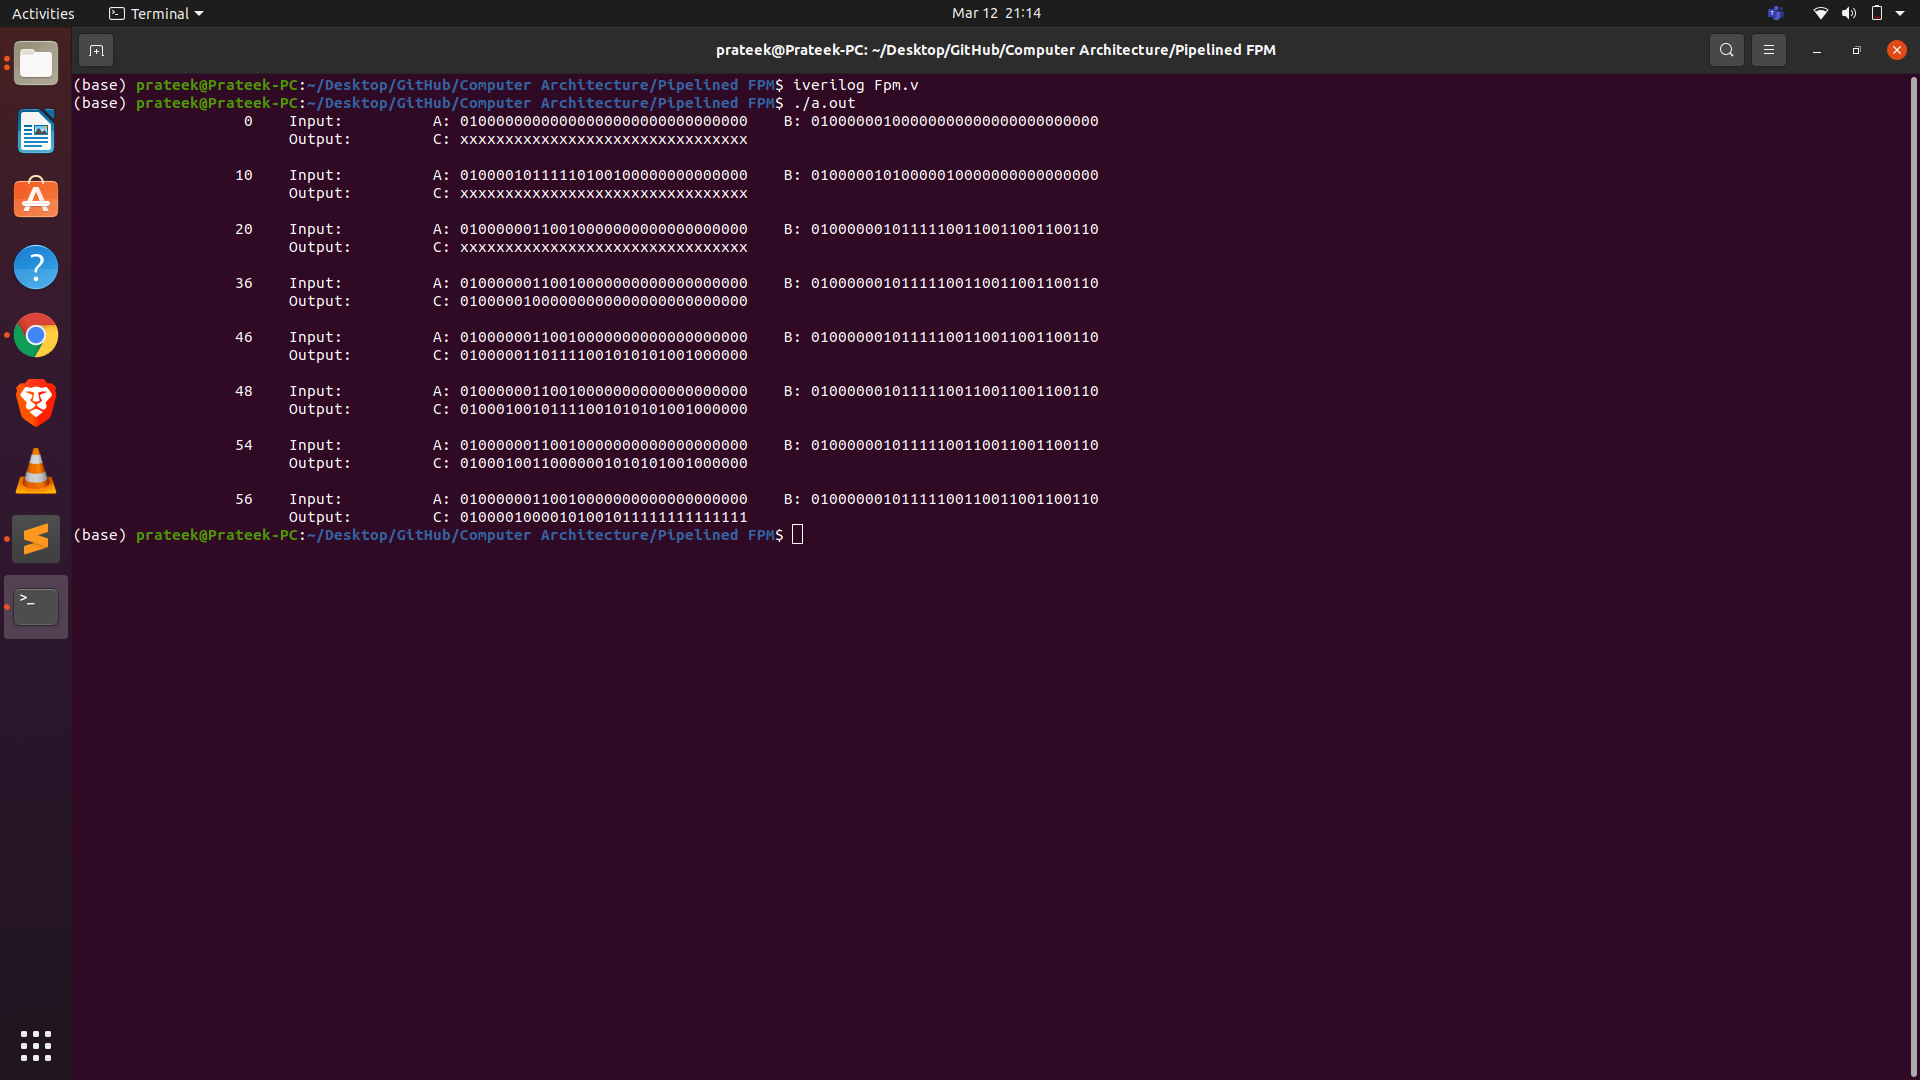 Activities Terminal Mar 12 21:14
prateek@Prateek-PC: ~/Desktop/GitHub/Computer Architecture/Pipelined FPM
(base) prateek@Prateek-PC:~/Desktop/GitHub/Computer Architecture/Pipelined FPM$ iverilog Fpm.v
(base) prateek@Prateek-PC:~/Desktop/GitHub/Computer Architecture/Pipelined FPM$ ./a.out
0 Input: A: 01000000000000000000000000000000 B: 01000000100000000000000000000000
Output: C: xxxxxxxxxxxxxxxxxxxxxxxxxxxxxxxx
10 Input: A: 01000010111110100100000000000000 B: 01000001010000010000000000000000
Output: C: xxxxxxxxxxxxxxxxxxxxxxxxxxxxxxxx
20 Input: A: 01000000110010000000000000000000 B: 01000000101111100110011001100110
Output: C: xxxxxxxxxxxxxxxxxxxxxxxxxxxxxxxx
36 Input: A: 01000000110010000000000000000000 B: 01000000101111100110011001100110
Output: C: 01000001000000000000000000000000
46 Input: A: 01000000110010000000000000000000 B: 01000000101111100110011001100110
Output: C: 01000001101111001010101001000000
48 Input: A: 01000000110010000000000000000000 B: 01000000101111100110011001100110
Output: C: 01000100101111001010101001000000
54 Input: A: 01000000110010000000000000000000 B: 01000000101111100110011001100110
Output: C: 01000100110000001010101001000000
56 Input: A: 01000000110010000000000000000000 B: 01000000101111100110011001100110
Output: C: 01000010000101001011111111111111
(base) prateek@Prateek-PC:~/Desktop/GitHub/Computer Architecture/Pipelined FPM$